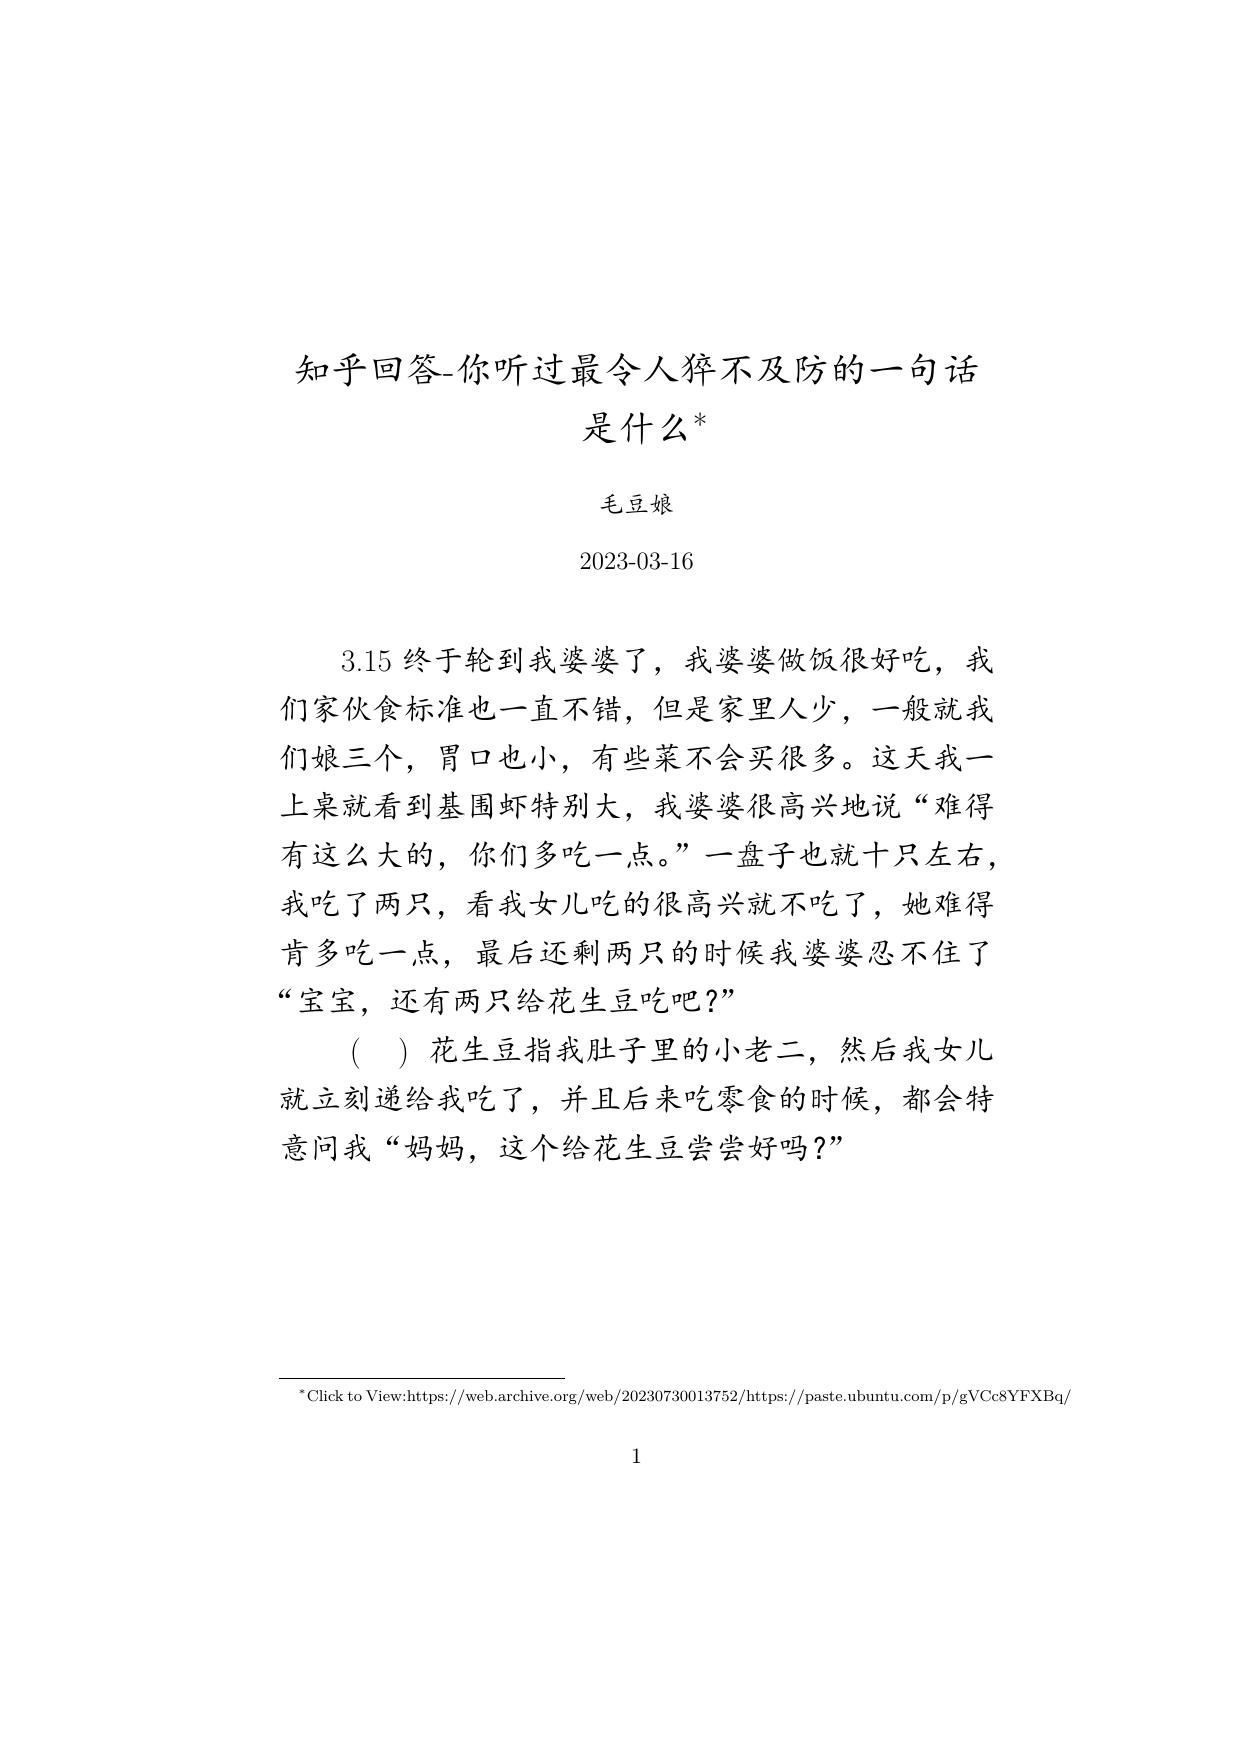 知乎回答-你听过最令人猝不及防的一句话
是什么*
毛豆娘
2023-03-16
3.15 终于轮到我婆婆了，我婆婆做饭很好吃，我
们家伙食标准也一直不错，但是家里人少，一般就我
们娘三个，胃口也小，有些菜不会买很多。这天我一
上桌就看到基围虾特别大，我婆婆很高兴地说“难得
有这么大的，你们多吃一点。”一盘子也就十只左右，
我吃了两只，看我女儿吃的很高兴就不吃了，她难得
肯多吃一点，最后还剩两只的时候我婆婆忍不住了
“宝宝，还有两只给花生豆吃吧？”
（　）花生豆指我肚子里的小老二，然后我女儿
就立刻递给我吃了，并且后来吃零食的时候，都会特
意问我“妈妈，这个给花生豆尝尝好吗？”
*Click to View:https://web.archive.org/web/20230730013752/https://paste.ubuntu.com/p/gVCc8YFXBq/
1